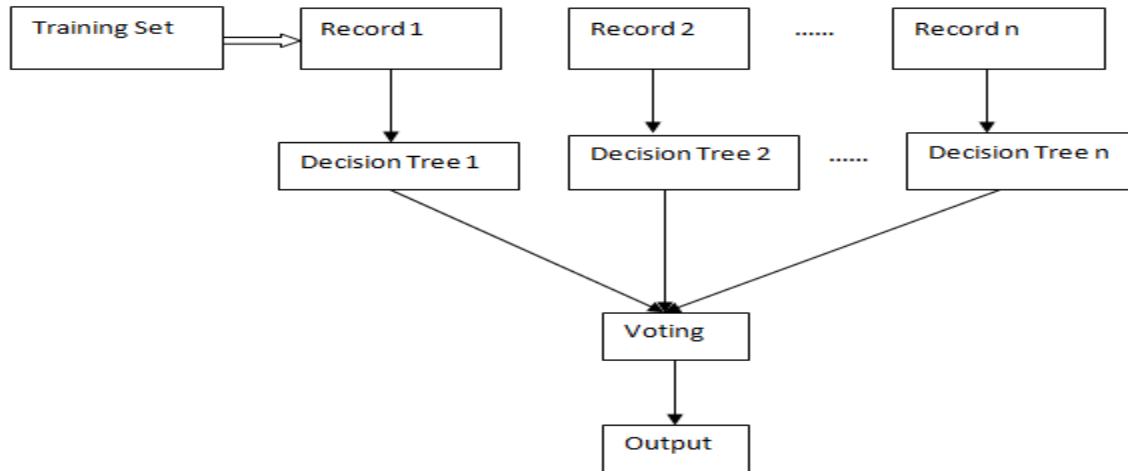 Training Set
Record 1
Record 2
......
Record n
Decision Tree 1
Decision Tree 2
......
Decision Tree n
Voting
Output